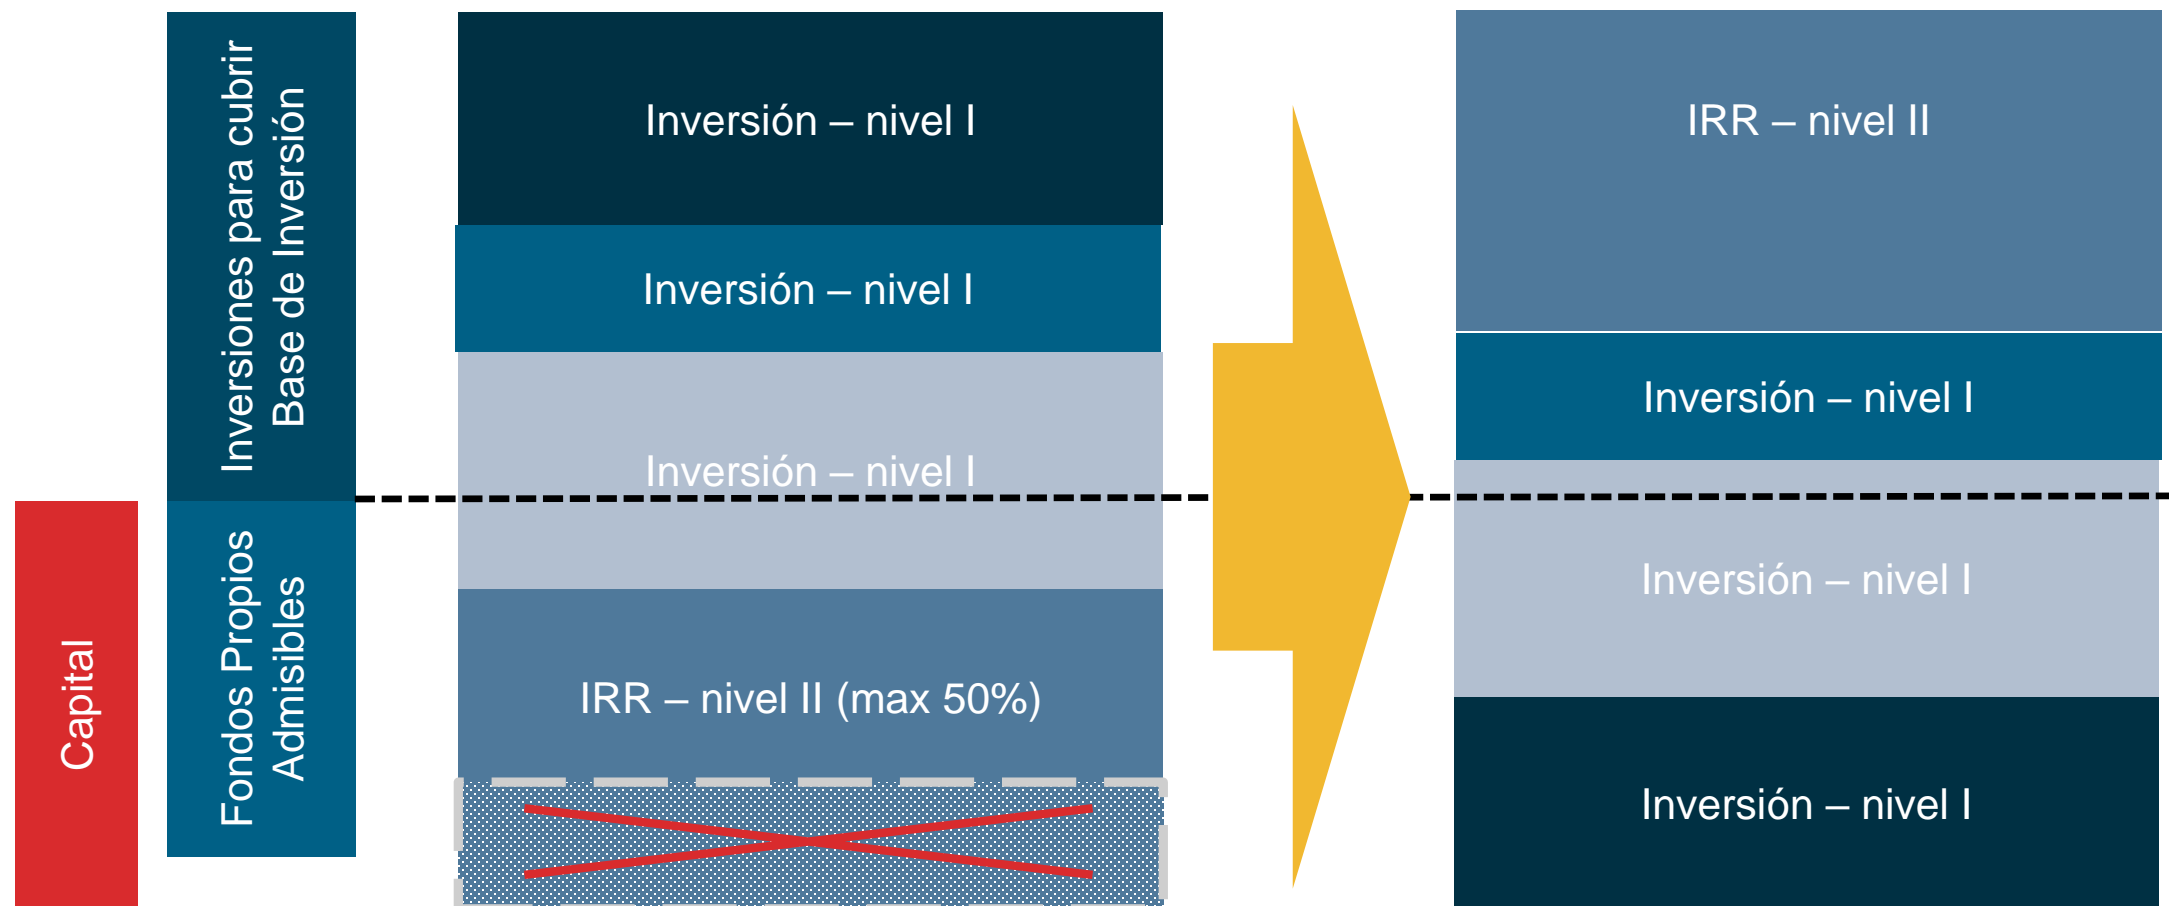 Inversiones para cubrir
Base de Inversión
Fondos Propios
Admisibles
Capital
Inversión – nivel I
Inversión – nivel I
Inversión – nivel I
IRR – nivel II (max 50%)
IRR – nivel II
Inversión – nivel I
Inversión – nivel I
Inversión – nivel I